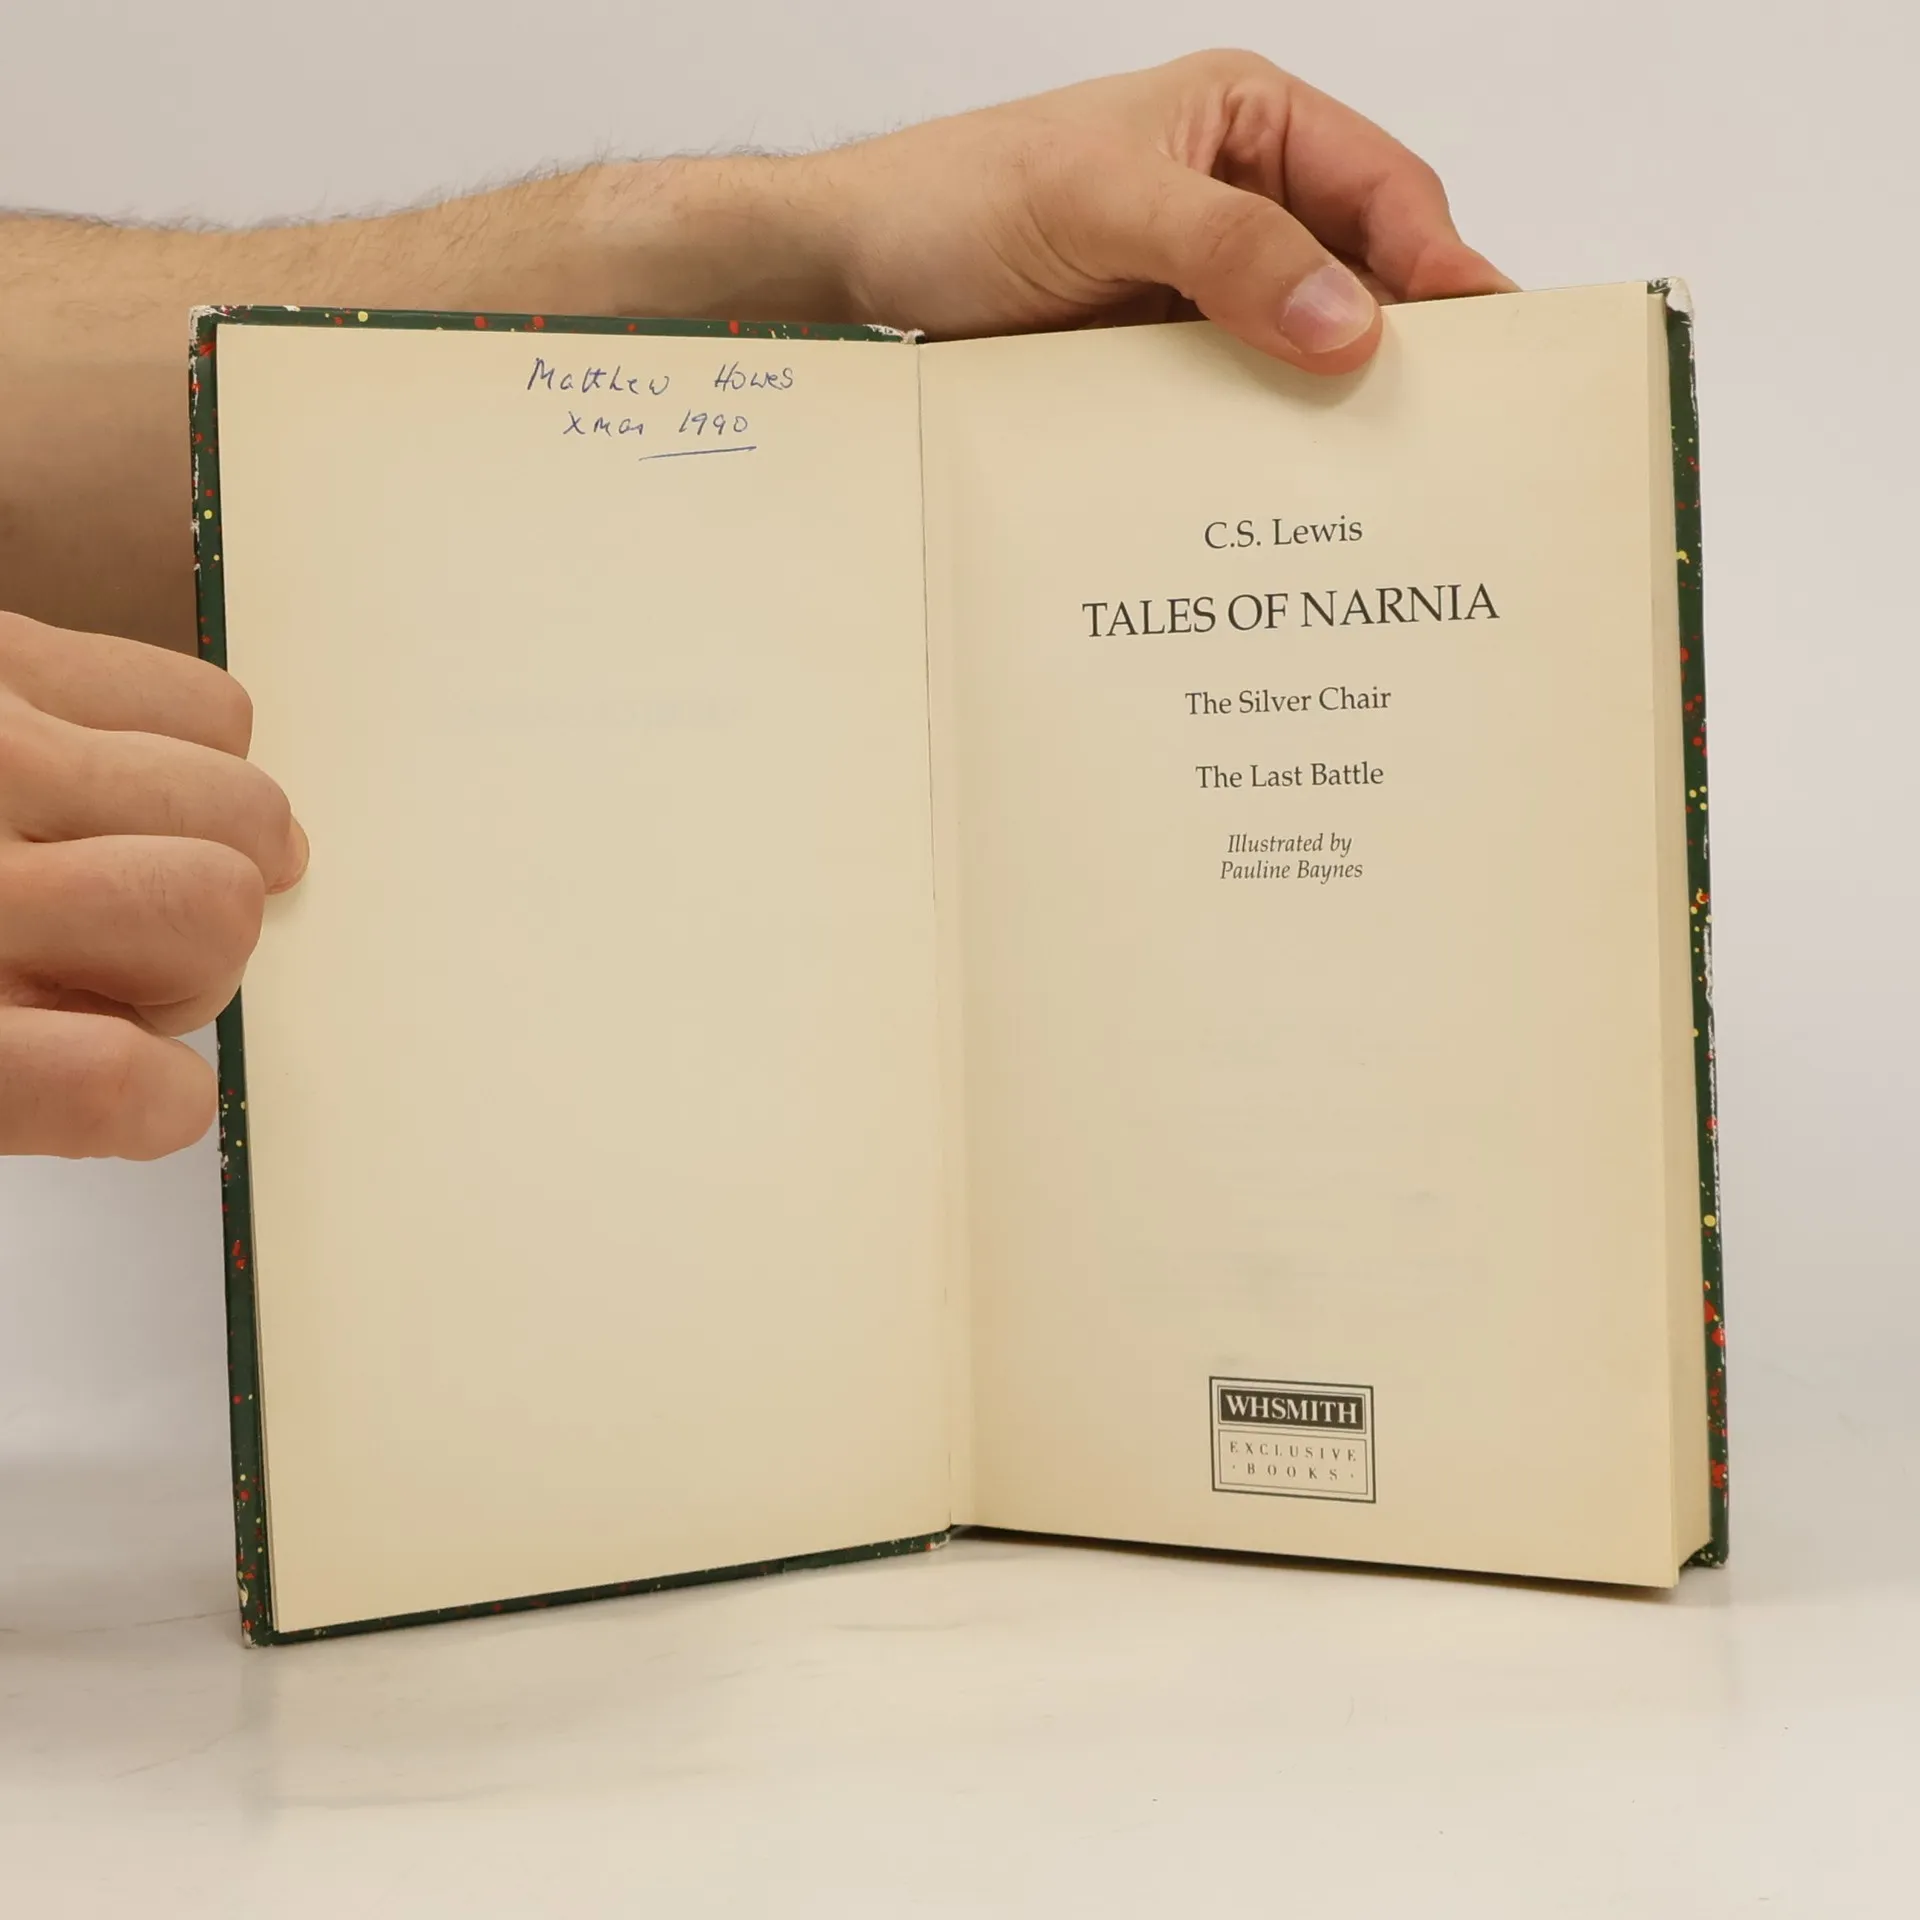 Matthew Howes
Xmas 1990
C.S. Lewis
TALES OF NARNIA
The Silver Chair
The Last Battle
Illustrated by
Pauline Baynes
WHSMITH
EXCLUSIVE
· BOOKS ·